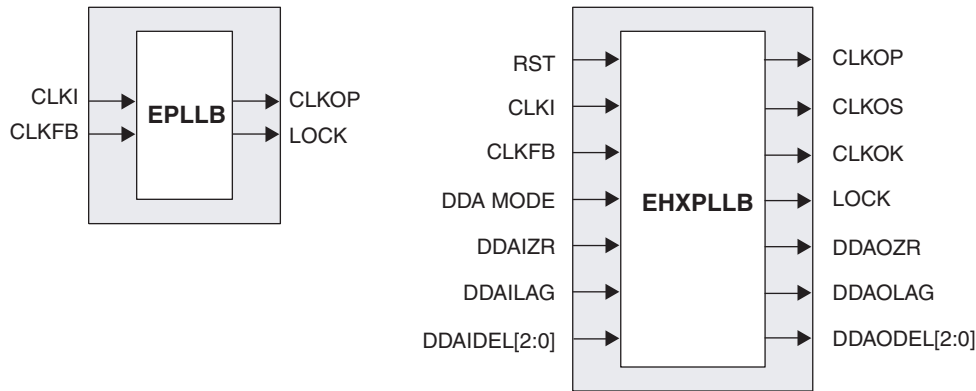 CLKI
CLKFB
EPLLB
CLKOP
LOCK
RST
CLKI
CLKFB
DDA MODE
DDAIZR
DDAILAG
DDAIDEL[2:0]
EHXPLLB
CLKOP
CLKOS
CLKOK
LOCK
DDAOZR
DDAOLAG
DDAODEL[2:0]